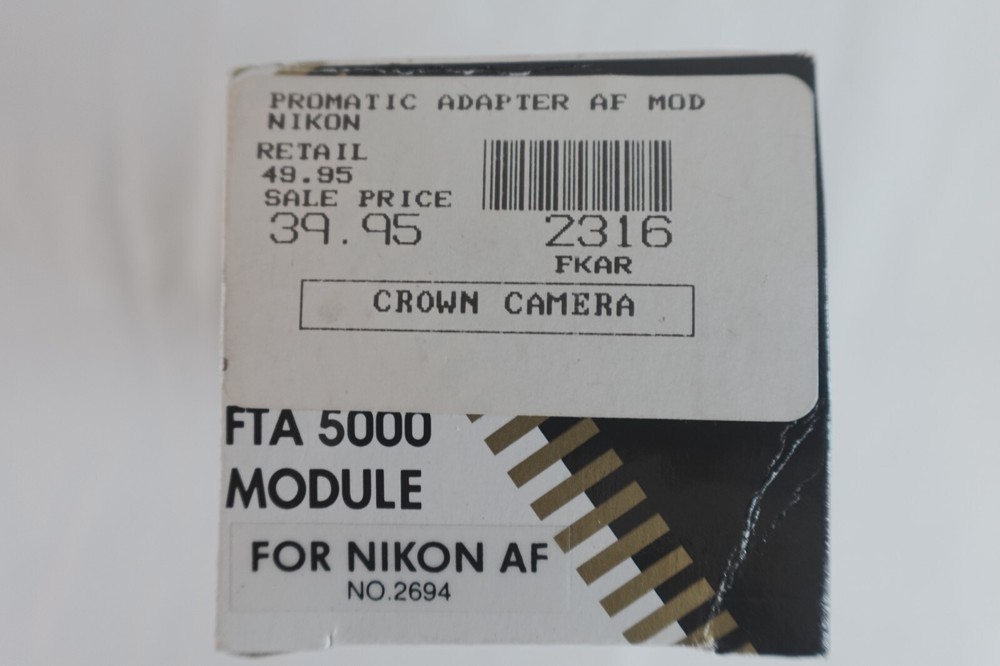 PROMATIC ADAPTER AF MOD
NIKON
RETAIL
49.95
SALE PRICE
39.95
2316
FKAR
CROWN CAMERA
FTA 5000
MODULE
FOR NIKON AF
NO.2694